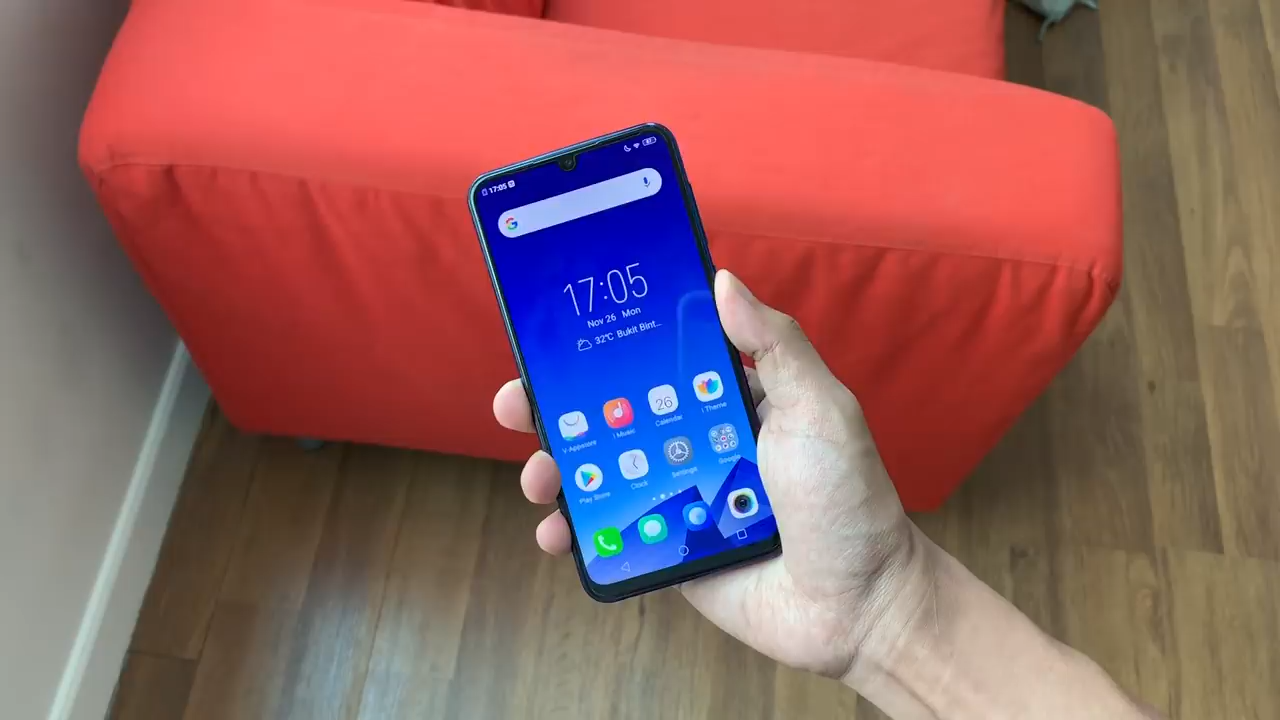 17:05
17:05
Nov 26 Mon
32°C Bukit Bint...
V-Appstore
i Music
26
Calendar
i Theme
Play Store
Clock
Settings
Google